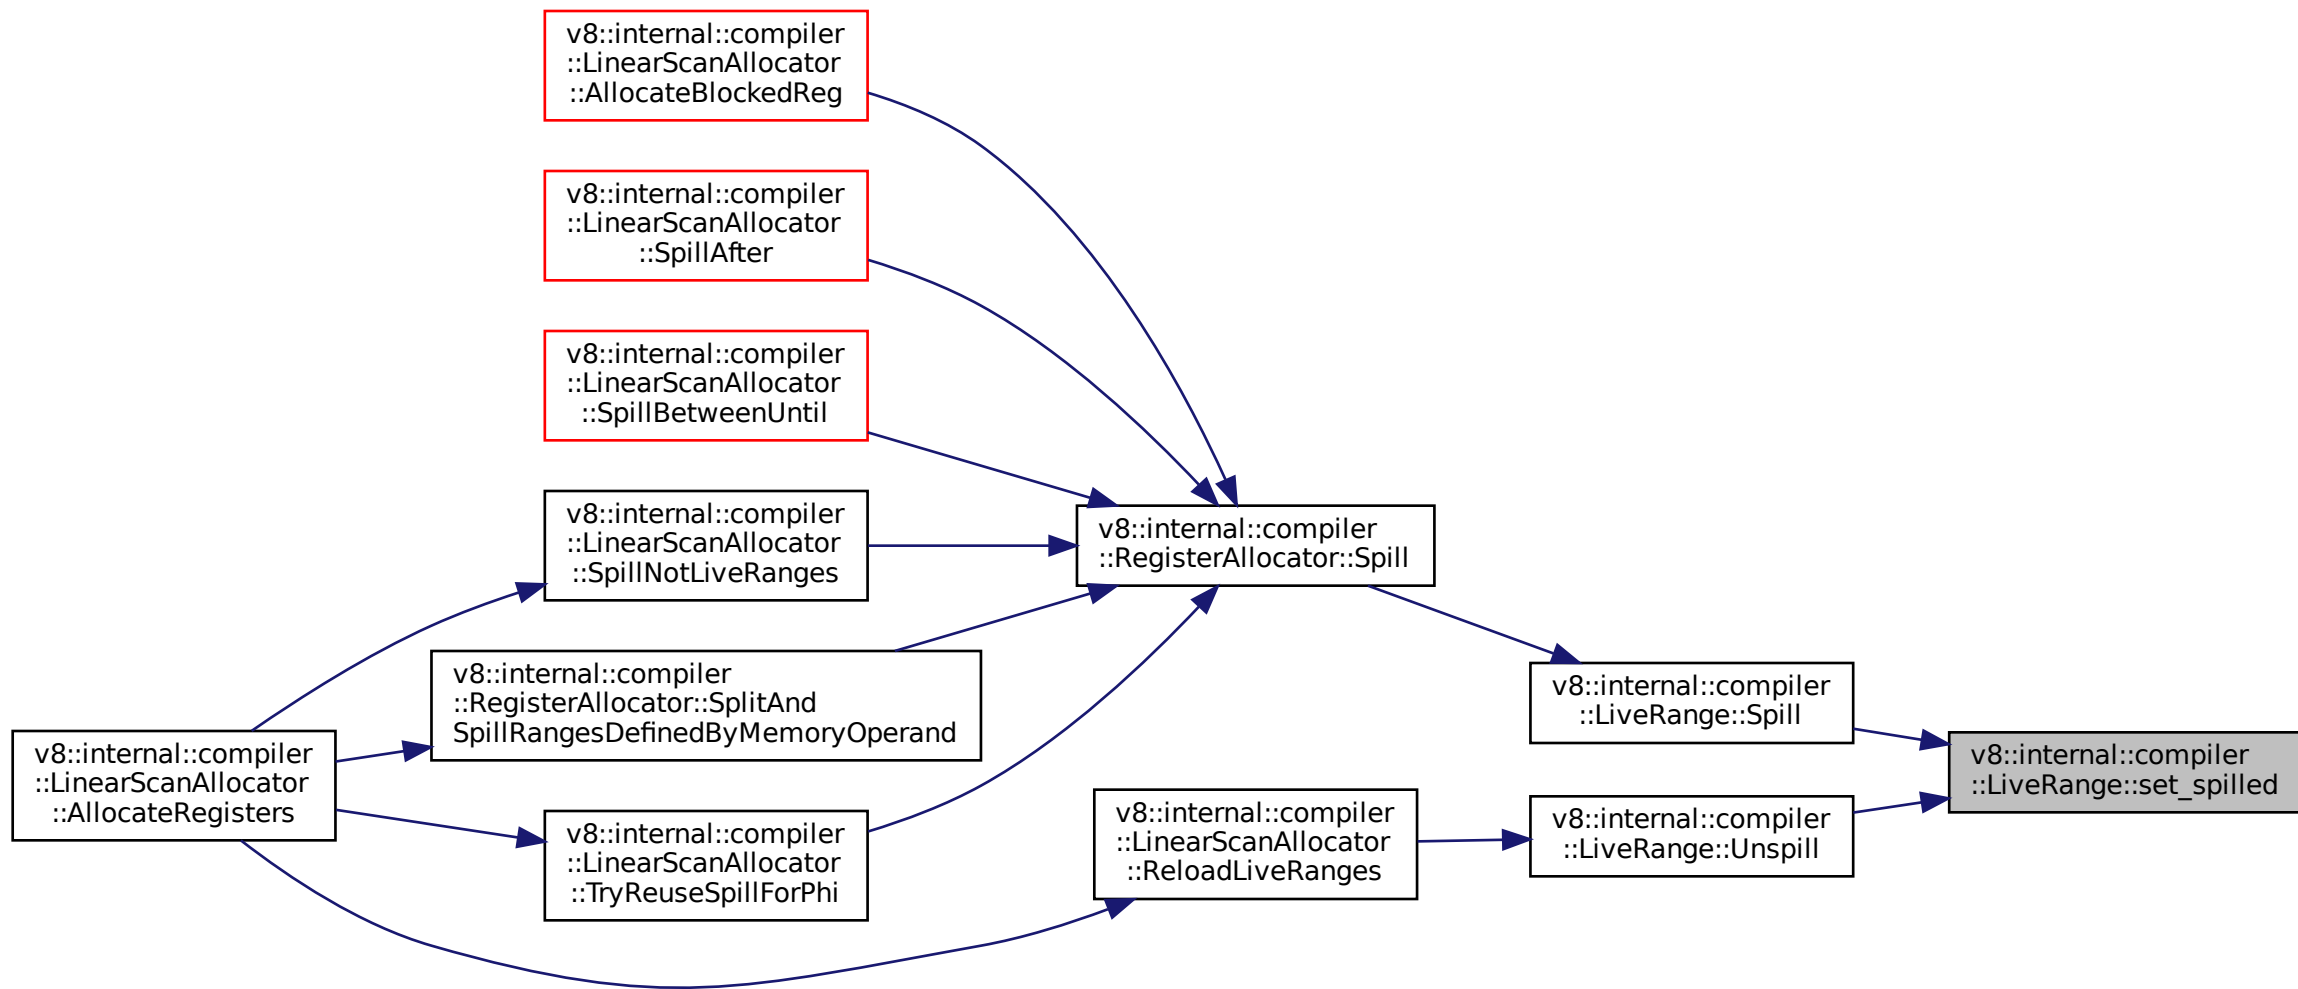 v8::internal::compiler
::LinearScanAllocator
::AllocateBlockedReg
v8::internal::compiler
::LinearScanAllocator
::SpillAfter
v8::internal::compiler
::LinearScanAllocator
::SpillBetweenUntil
v8::internal::compiler
::LinearScanAllocator
::SpillNotLiveRanges
v8::internal::compiler
::RegisterAllocator::Spill
v8::internal::compiler
::RegisterAllocator::SplitAnd
SpillRangesDefinedByMemoryOperand
v8::internal::compiler
::LiveRange::Spill
v8::internal::compiler
::LinearScanAllocator
::AllocateRegisters
v8::internal::compiler
::LiveRange::set_spilled
v8::internal::compiler
::LinearScanAllocator
::ReloadLiveRanges
v8::internal::compiler
::LiveRange::Unspill
v8::internal::compiler
::LinearScanAllocator
::TryReuseSpillForPhi